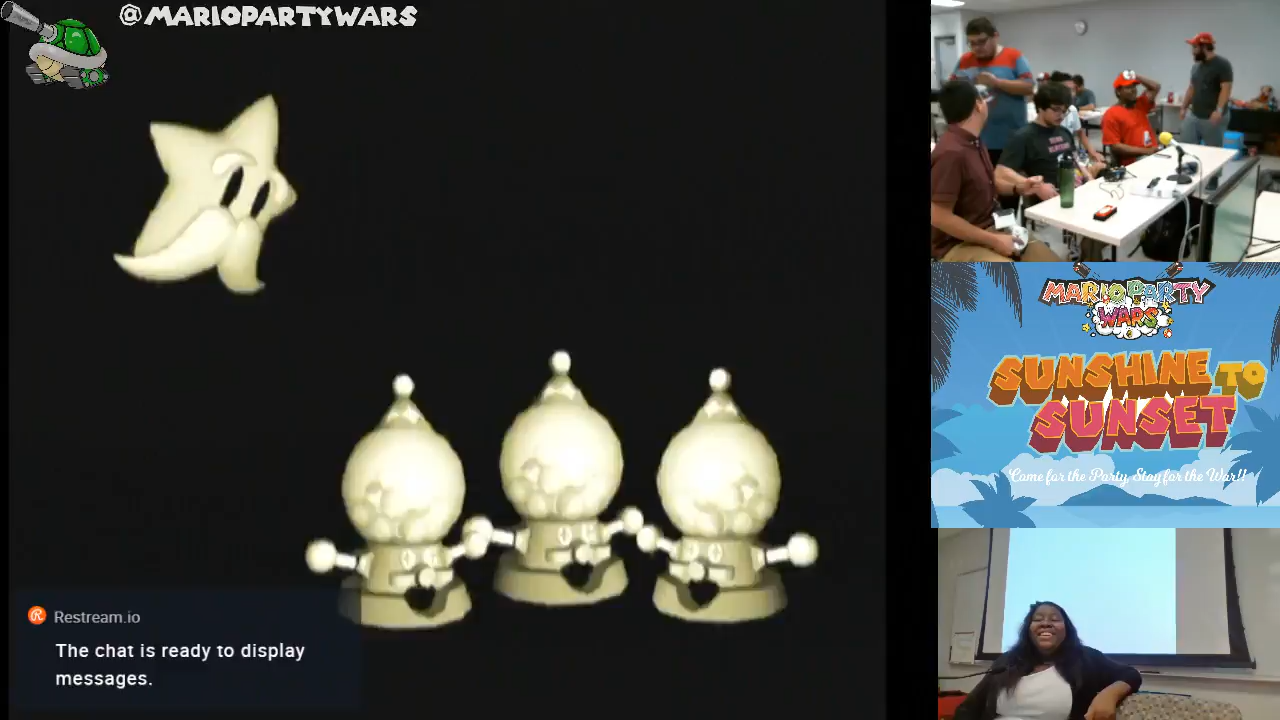 @MARIOPARTYWARS
MARIO PARTY
WARS
SUNSHINE TO
SUNSET
Come for the Party, Stay for the War!!
Restream.io
The chat is ready to display
messages.